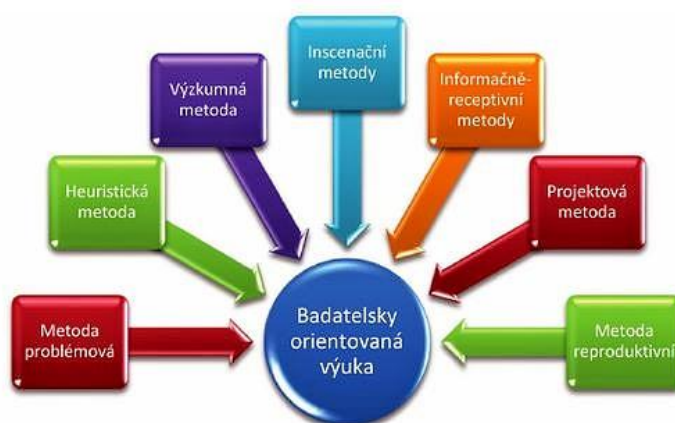 Inscenační
metody
Výzkumná
metoda
Informačně-
receptivní
metody
Heuristická
metoda
Projektová
metoda
Metoda
problémová
Badatelsky
orientovaná
výuka
Metoda
reproduktivní